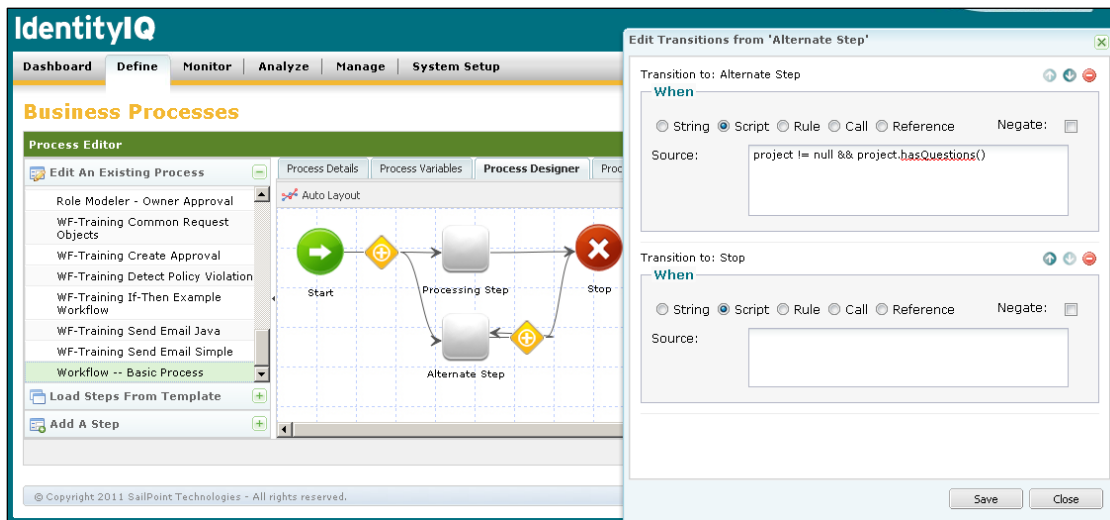 IdentityIQ
Dashboard Define Monitor Analyze Manage System Setup
Business Processes
Process Editor
Edit An Existing Process
Role Modeler - Owner Approval
WF-Training Common Request
Objects
WF-Training Create Approval
WF-Training Detect Policy Violation
WF-Training If-Then Example
Workflow
WF-Training Send Email Java
WF-Training Send Email Simple
Workflow -- Basic Process
Load Steps From Template
Add A Step
Process Details Process Variables Process Designer Proc
Auto Layout
Start
Processing Step
Stop
Alternate Step
© Copyright 2011 SailPoint Technologies - All rights reserved.
Edit Transitions from 'Alternate Step'
Transition to: Alternate Step
When
String Script Rule Call Reference Negate:
Source: project != null && project.hasQuestions()
Transition to: Stop
When
String Script Rule Call Reference Negate:
Source:
Save Close